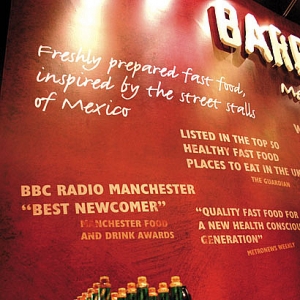 Freshly prepared fast food,
inspired by the street stalls
of Mexico
LISTED IN THE TOP 50
HEALTHY FAST FOOD
PLACES TO EAT IN THE UK
THE GUARDIAN
BBC RADIO MANCHESTER
"BEST NEWCOMER"
MANCHESTER FOOD
AND DRINK AWARDS
"QUALITY FAST FOOD FOR
A NEW HEALTH CONSCIOUS
GENERATION"
METRONEWS WEEKLY